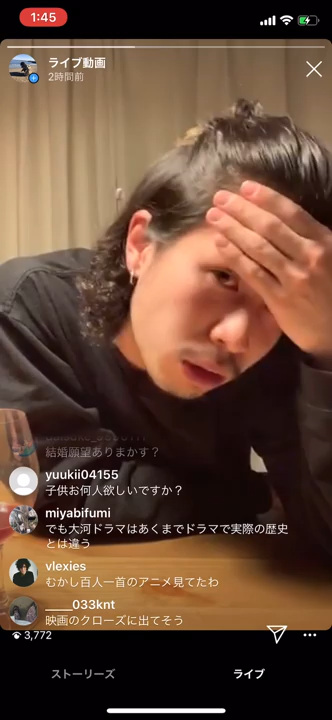 1:45
ライブ動画
2時間前
結婚願望ありまかす？
yuukii04155
子供お何人欲しいですか？
miyabifumi
でも大河ドラマはあくまでドラマで実際の歴史
とは違う
vlexies
むかし百人一首のアニメ見てたわ
____033knt
映画のクローズに出てそう
3,772
ストーリーズ
ライブ